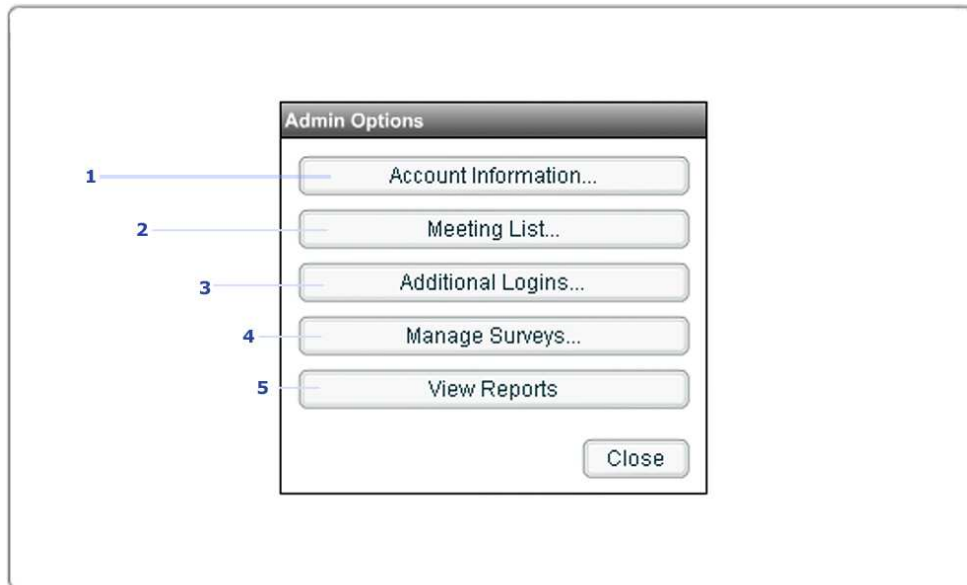 Admin Options
1 Account Information...
2 Meeting List...
3 Additional Logins...
4 Manage Surveys...
5 View Reports
Close